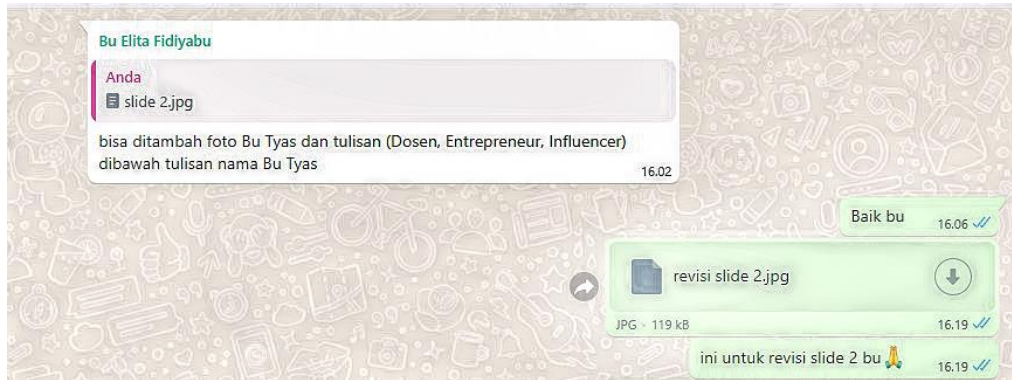 Bu Elita Fidiyabu
Anda
slide 2.jpg
bisa ditambah foto Bu Tyas dan tulisan (Dosen, Entrepreneur, Influencer)
dibawah tulisan nama Bu Tyas
16.02
Baik bu
16.06
revisi slide 2.jpg
JPG · 119 kB
16.19
ini untuk revisi slide 2 bu🙏
16.19